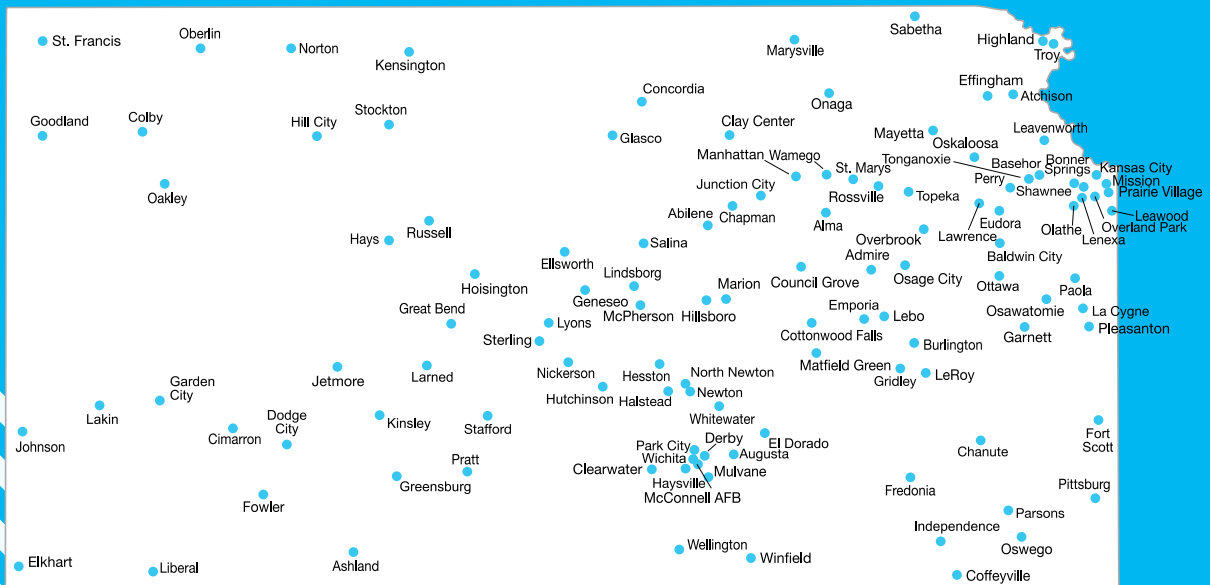 St. Francis
Oberlin
Norton
Kensington
Marysville
Sabetha
Highland
Troy
Effingham
Atchison
Concordia
Onaga
Goodland
Colby
Hill City
Stockton
Glasco
Clay Center
Mayetta
Oskaloosa
Leavenworth
Manhattan
Wamego
Tonganoxie
Basehor
Bonner
Springs
Kansas City
Oakley
St. Marys
Perry
Shawnee
Mission
Prairie Village
Junction City
Rossville
Topeka
Abilene
Chapman
Alma
Eudora
Leawood
Russell
Hays
Overbrook
Lawrence
Olathe
Lenexa
Overland Park
Salina
Admire
Baldwin City
Ellsworth
Lindsborg
Hoisington
Marion
Council Grove
Osage City
Ottawa
Paola
Geneseo
McPherson
Hillsboro
Emporia
Lebo
Osawatomie
La Cygne
Great Bend
Lyons
Cottonwood Falls
Garnett
Pleasanton
Sterling
Burlington
Nickerson
Hesston
North Newton
Matfield Green
Gridley
LeRoy
Garden
City
Jetmore
Larned
Hutchinson
Halstead
Newton
Lakin
Dodge
City
Kinsley
Stafford
Whitewater
Johnson
Cimarron
Park City
Derby
El Dorado
Fort
Scott
Wichita
Augusta
Chanute
Pratt
Clearwater
Mulvane
Greensburg
Haysville
McConnell AFB
Fredonia
Pittsburg
Fowler
Parsons
Independence
Oswego
Wellington
Winfield
Elkhart
Liberal
Ashland
Coffeyville